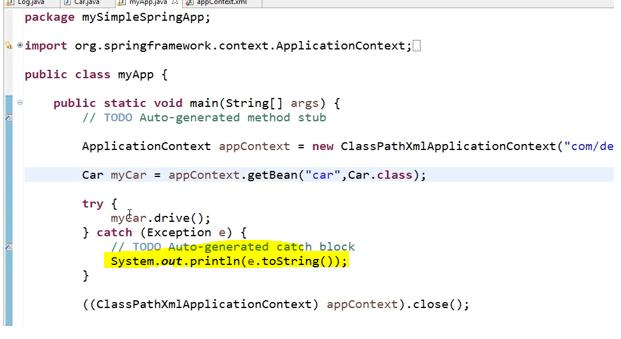 Log.java Car.java myApp.java appContext.xml
package mySimpleSpringApp;
import org.springframework.context.ApplicationContext;
public class myApp {
public static void main(String[] args) {
// TODO Auto-generated method stub
ApplicationContext appContext = new ClassPathXmlApplicationContext("com/de
Car myCar = appContext.getBean("car",Car.class);
try {
myCar.drive();
} catch (Exception e) {
// TODO Auto-generated catch block
System.out.println(e.toString());
}
((ClassPathXmlApplicationContext) appContext).close();